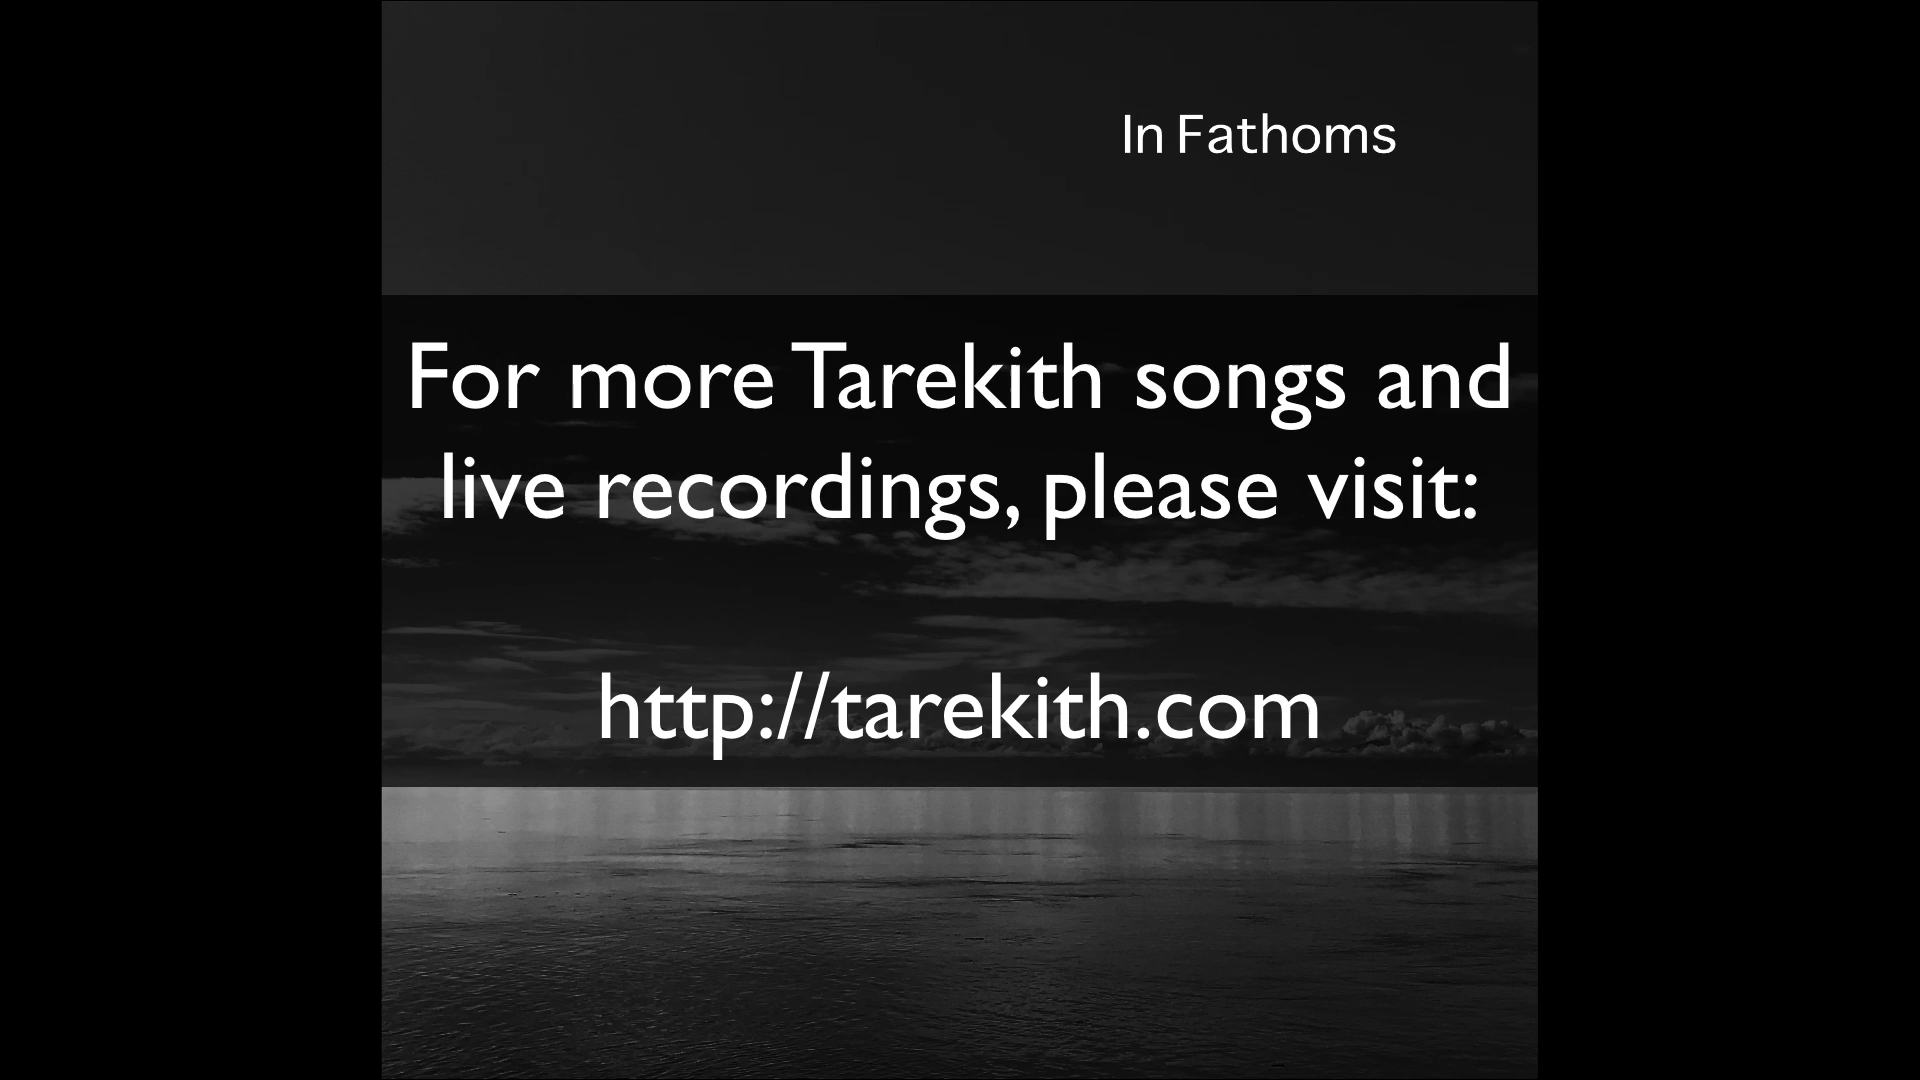 In Fathoms
For more Tarekith songs and
live recordings, please visit:
http://tarekith.com